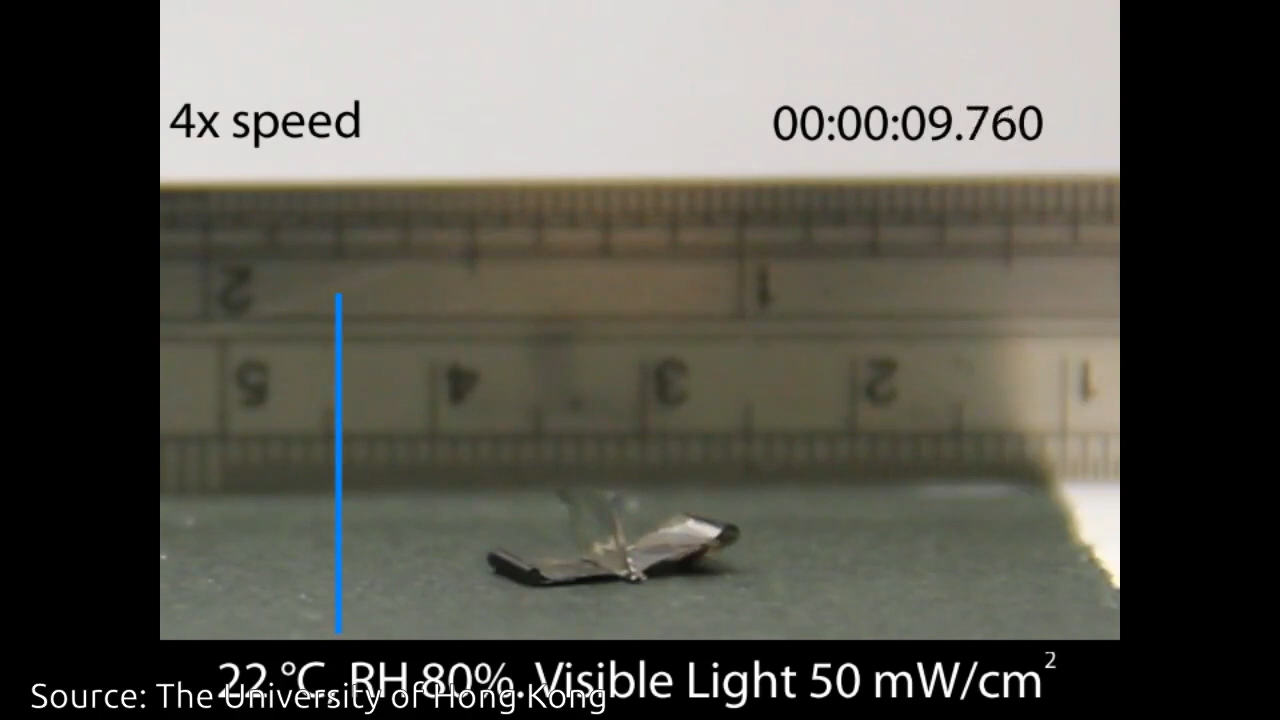 4x speed
00:00:09.760
2
1
5
4
3
2
1
22 °C, RH 80%. Visible Light 50 mW/cm²
Source: The University of Hong Kong